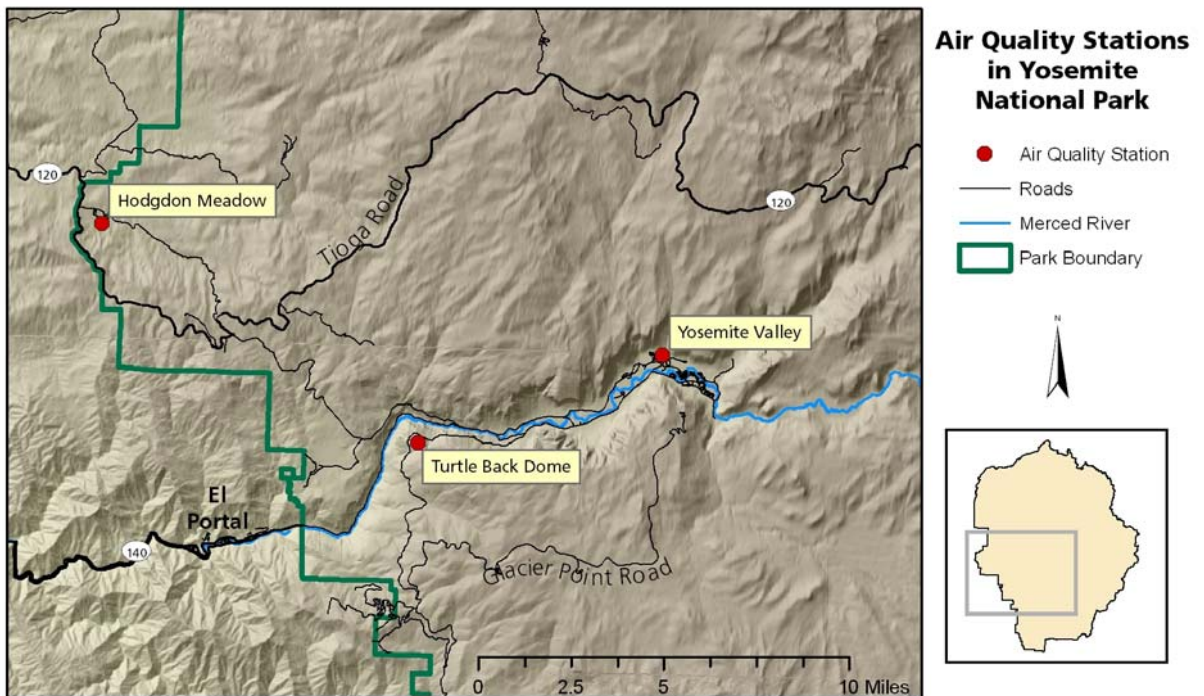 Air Quality Stations
in Yosemite
National Park
Air Quality Station
Roads
Merced River
Park Boundary
N
120
Hodgdon Meadow
Tioga Road
120
Yosemite Valley
Turtle Back Dome
El
Portal
140
Glacier Point Road
0 2.5 5 10 Miles